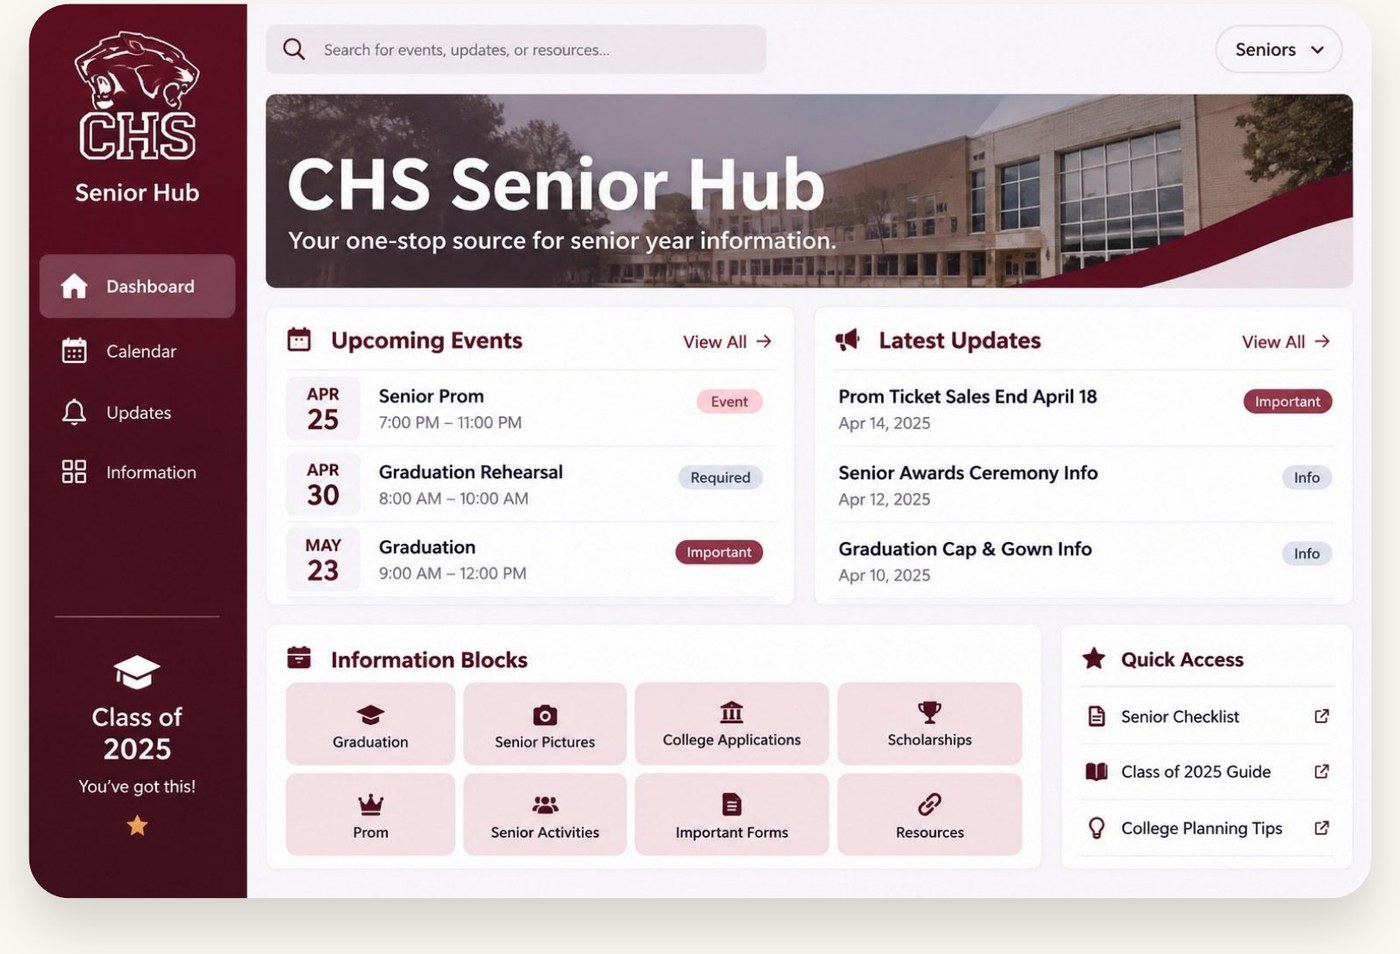 CHS
Senior Hub
Dashboard
Calendar
Updates
Information
Class of
2025
You've got this!
Search for events, updates, or resources...
Seniors
CHS Senior Hub
Your one-stop source for senior year information.
Upcoming Events
View All
APR
25
Senior Prom
7:00 PM – 11:00 PM
Event
APR
30
Graduation Rehearsal
8:00 AM – 10:00 AM
Required
MAY
23
Graduation
9:00 AM – 12:00 PM
Important
Latest Updates
View All
Prom Ticket Sales End April 18
Apr 14, 2025
Important
Senior Awards Ceremony Info
Apr 12, 2025
Info
Graduation Cap & Gown Info
Apr 10, 2025
Info
Information Blocks
Graduation
Senior Pictures
College Applications
Scholarships
Prom
Senior Activities
Important Forms
Resources
Quick Access
Senior Checklist
Class of 2025 Guide
College Planning Tips